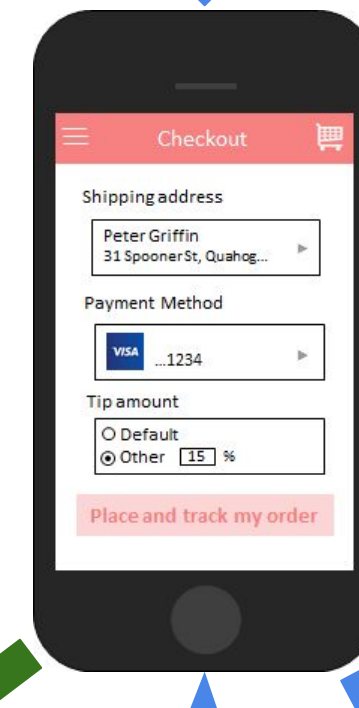 Checkout
Shipping address
Peter Griffin
31 Spooner St, Quahog...
Payment Method
VISA ...1234
Tip amount
Default
Other 15 %
Place and track my order